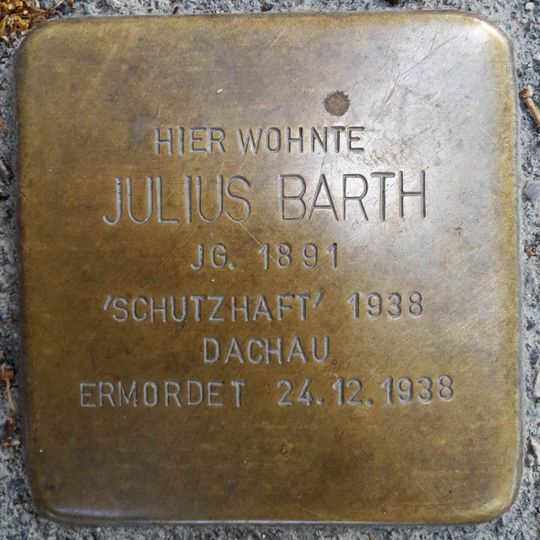 HIER WOHNTE
JULIUS BARTH
JG. 1891
'SCHUTZHAFT' 1938
DACHAU
ERMORDET 24.12.1938